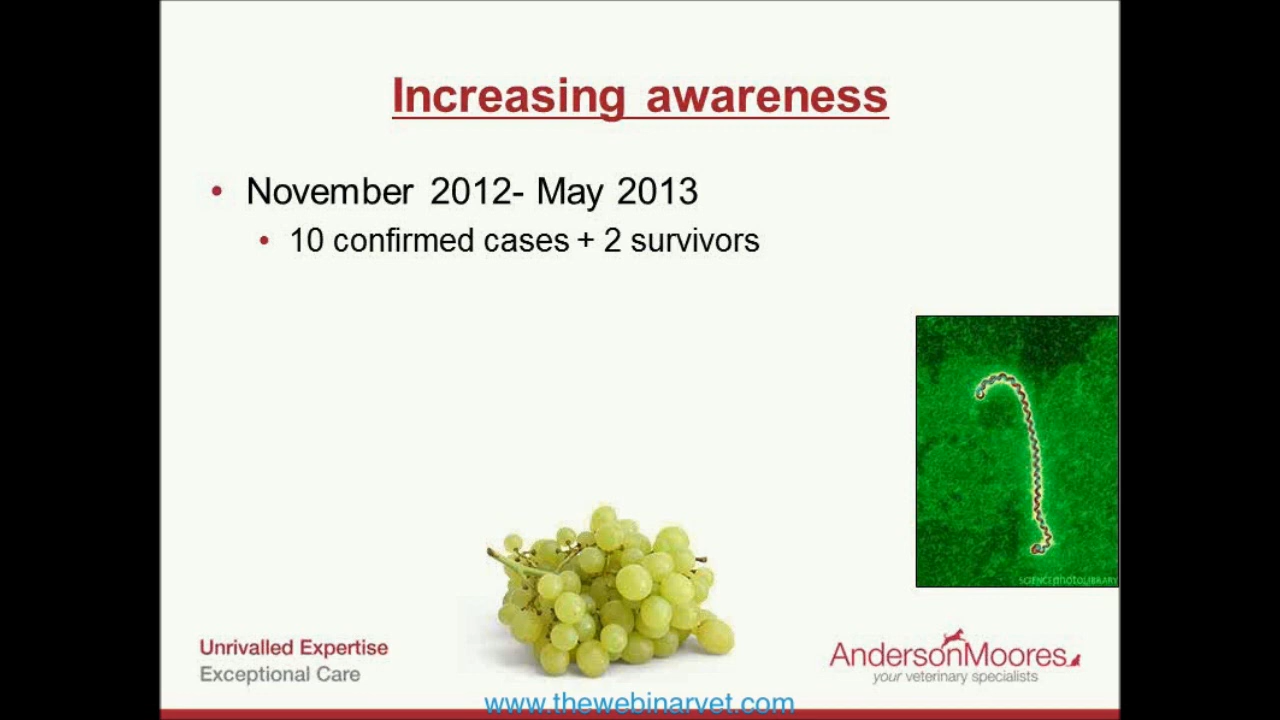 Increasing awareness
• November 2012- May 2013
• 10 confirmed cases + 2 survivors
SCIENCEphotoLIBRARY
Unrivalled Expertise
Exceptional Care
AndersonMoores
your veterinary specialists
www.thewebinarvet.com